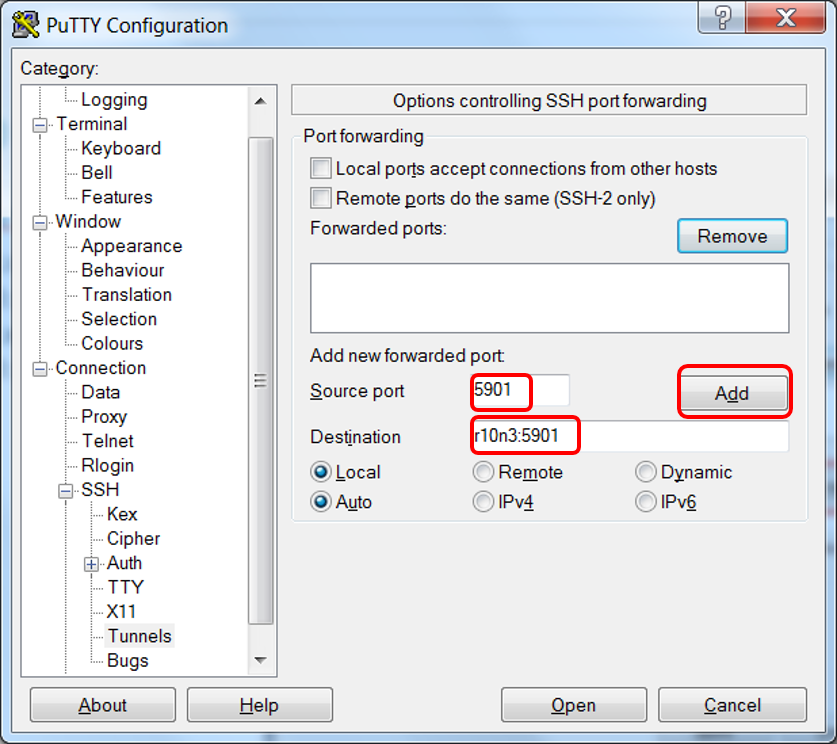 PuTTY Configuration
Category:
Logging
Terminal
Keyboard
Bell
Features
Window
Appearance
Behaviour
Translation
Selection
Colours
Connection
Data
Proxy
Telnet
Rlogin
SSH
Kex
Cipher
Auth
TTY
X11
Tunnels
Bugs
Options controlling SSH port forwarding
Port forwarding
Local ports accept connections from other hosts
Remote ports do the same (SSH-2 only)
Forwarded ports:
Remove
Add new forwarded port:
Source port 5901 Add
Destination r10n3:5901
Local Remote Dynamic
Auto IPv4 IPv6
About Help Open Cancel